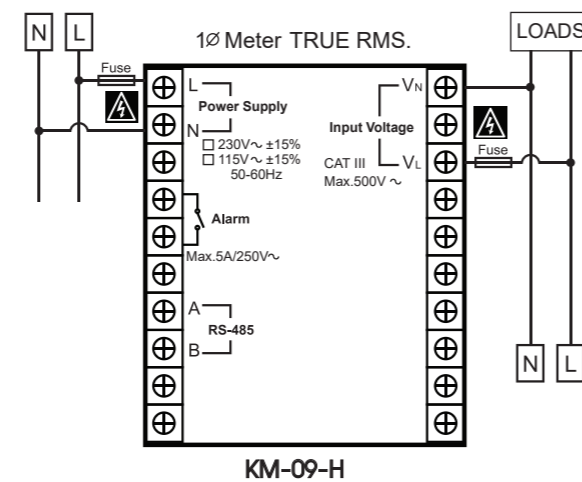 N L
LOADS
1Ø Meter TRUE RMS.
Fuse
L
Power Supply
N
□ 230V∼ ±15%
□ 115V∼ ±15%
50-60Hz
Alarm
Max.5A/250V∼
A
RS-485
B
VN
Input Voltage
CAT III
VL
Max.500V ∼
Fuse
N L
KM-09-H